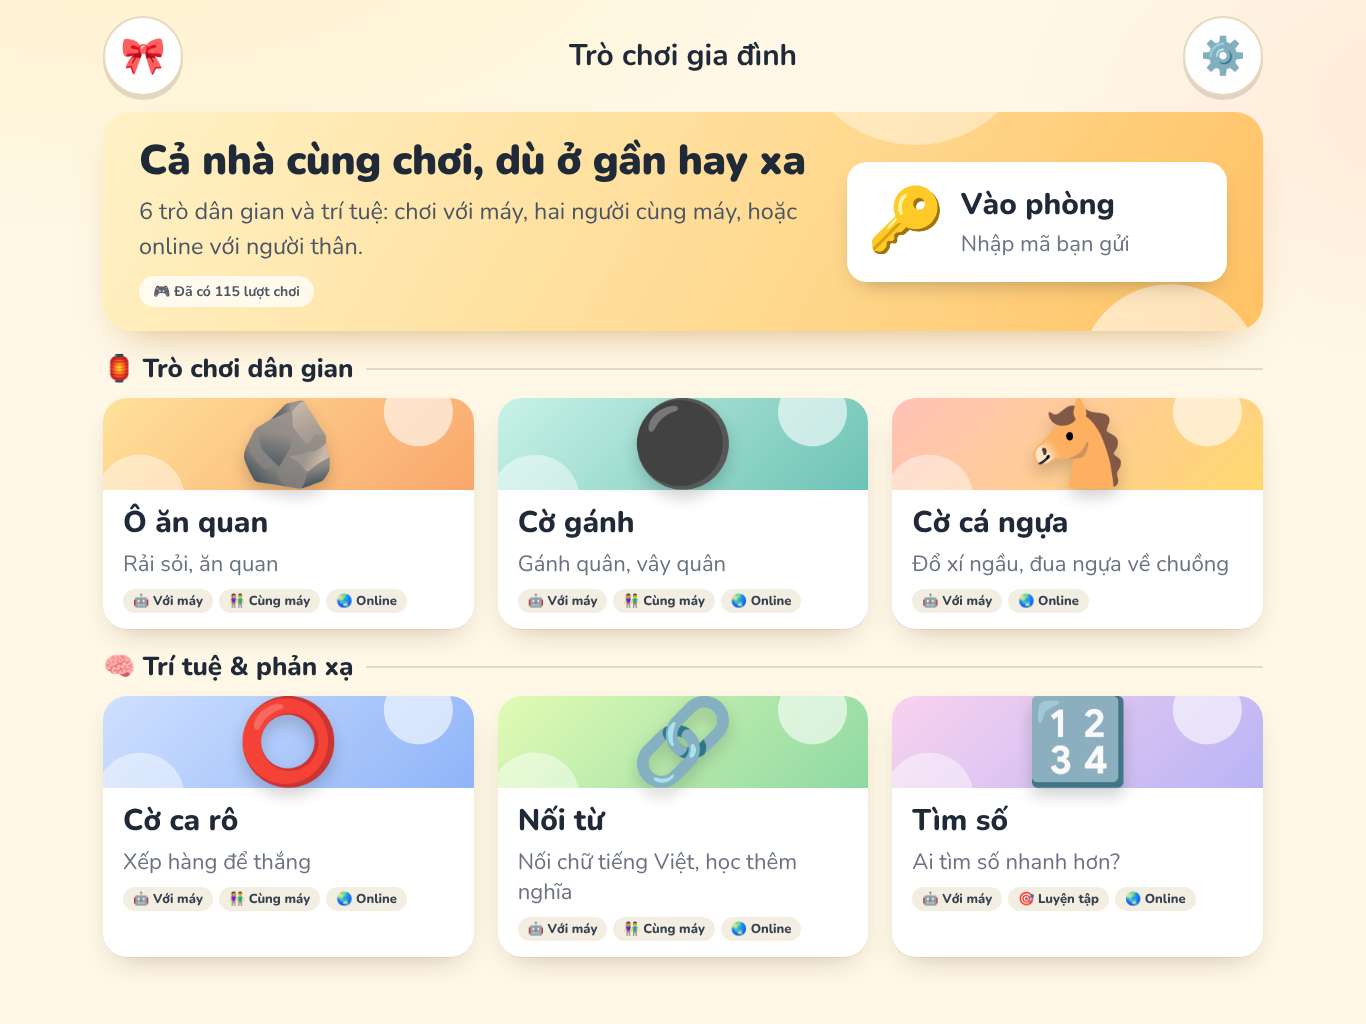 Trò chơi gia đình
Cả nhà cùng chơi, dù ở gần hay xa
6 trò dân gian và trí tuệ: chơi với máy, hai người cùng máy, hoặc
online với người thân.
Đã có 115 lượt chơi
Vào phòng
Nhập mã bạn gửi
Trò chơi dân gian
Ô ăn quan
Rải sỏi, ăn quan
Với máy Cùng máy Online
Cờ gánh
Gánh quân, vây quân
Với máy Cùng máy Online
Cờ cá ngựa
Đổ xí ngầu, đua ngựa về chuồng
Với máy Online
Trí tuệ & phản xạ
Cờ ca rô
Xếp hàng để thắng
Với máy Cùng máy Online
Nối từ
Nối chữ tiếng Việt, học thêm
nghĩa
Với máy Cùng máy Online
1 2
3 4
Tìm số
Ai tìm số nhanh hơn?
Với máy Luyện tập Online